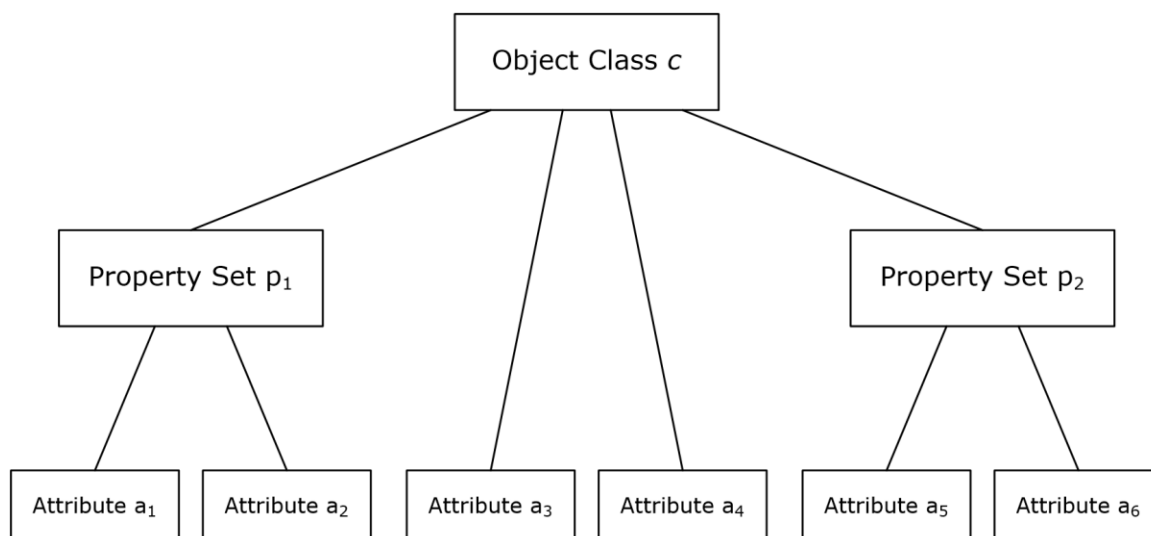 Object Class c
Property Set p₁
Property Set p₂
Attribute a₁
Attribute a₂
Attribute a₃
Attribute a₄
Attribute a₅
Attribute a₆